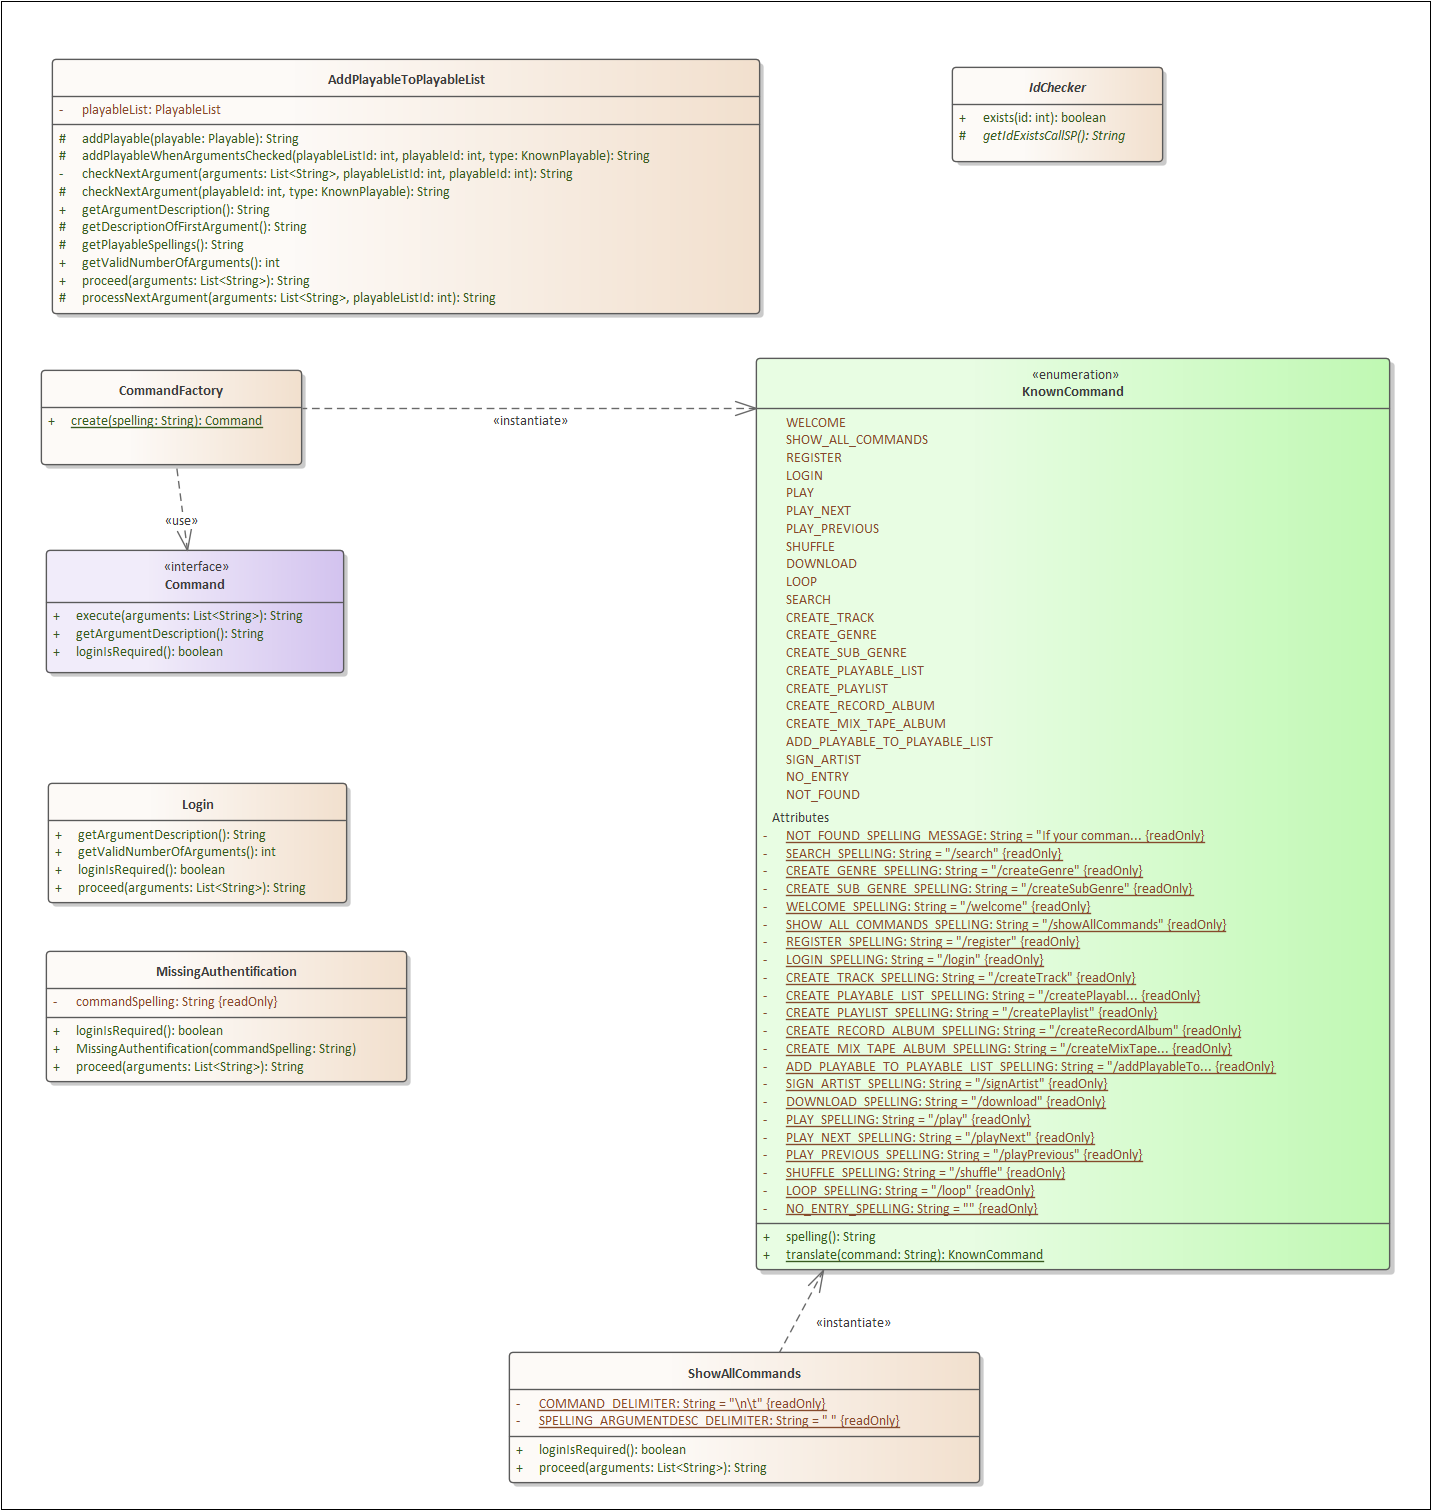 AddPlayableToPlayableList
- playableList: PlayableList
# addPlayable(playable: Playable): String
# addPlayableWhenArgumentsChecked(playableListId: int, playableId: int, type: KnownPlayable): String
- checkNextArgument(arguments: List<String>, playableListId: int, playableId: int): String
# checkNextArgument(playableId: int, type: KnownPlayable): String
+ getArgumentDescription(): String
# getDescriptionOfFirstArgument(): String
# getPlayableSpellings(): String
+ getValidNumberOfArguments(): int
+ proceed(arguments: List<String>): String
# processNextArgument(arguments: List<String>, playableListId: int): String
IdChecker
+ exists(id: int): boolean
# getIdExistsCallSP(): String
CommandFactory
+ create(spelling: String): Command
«instantiate»
«use»
«interface»
Command
+ execute(arguments: List<String>): String
+ getArgumentDescription(): String
+ loginIsRequired(): boolean
Login
+ getArgumentDescription(): String
+ getValidNumberOfArguments(): int
+ loginIsRequired(): boolean
+ proceed(arguments: List<String>): String
MissingAuthentification
- commandSpelling: String {readOnly}
+ loginIsRequired(): boolean
+ MissingAuthentification(commandSpelling: String)
+ proceed(arguments: List<String>): String
«enumeration»
KnownCommand
WELCOME
SHOW_ALL_COMMANDS
REGISTER
LOGIN
PLAY
PLAY_NEXT
PLAY_PREVIOUS
SHUFFLE
DOWNLOAD
LOOP
SEARCH
CREATE_TRACK
CREATE_GENRE
CREATE_SUB_GENRE
CREATE_PLAYABLE_LIST
CREATE_PLAYLIST
CREATE_RECORD_ALBUM
CREATE_MIX_TAPE_ALBUM
ADD_PLAYABLE_TO_PLAYABLE_LIST
SIGN_ARTIST
NO_ENTRY
NOT_FOUND
Attributes
- NOT_FOUND_SPELLING_MESSAGE: String = "If your comman... {readOnly}
- SEARCH_SPELLING: String = "/search" {readOnly}
- CREATE_GENRE_SPELLING: String = "/createGenre" {readOnly}
- CREATE_SUB_GENRE_SPELLING: String = "/createSubGenre" {readOnly}
- WELCOME_SPELLING: String = "/welcome" {readOnly}
- SHOW_ALL_COMMANDS_SPELLING: String = "/showAllCommands" {readOnly}
- REGISTER_SPELLING: String = "/register" {readOnly}
- LOGIN_SPELLING: String = "/login" {readOnly}
- CREATE_TRACK_SPELLING: String = "/createTrack" {readOnly}
- CREATE_PLAYABLE_LIST_SPELLING: String = "/createPlayabl... {readOnly}
- CREATE_PLAYLIST_SPELLING: String = "/createPlaylist" {readOnly}
- CREATE_RECORD_ALBUM_SPELLING: String = "/createRecordAlbum" {readOnly}
- CREATE_MIX_TAPE_ALBUM_SPELLING: String = "/createMixTape... {readOnly}
- ADD_PLAYABLE_TO_PLAYABLE_LIST_SPELLING: String = "/addPlayableTo... {readOnly}
- SIGN_ARTIST_SPELLING: String = "/signArtist" {readOnly}
- DOWNLOAD_SPELLING: String = "/download" {readOnly}
- PLAY_SPELLING: String = "/play" {readOnly}
- PLAY_NEXT_SPELLING: String = "/playNext" {readOnly}
- PLAY_PREVIOUS_SPELLING: String = "/playPrevious" {readOnly}
- SHUFFLE_SPELLING: String = "/shuffle" {readOnly}
- LOOP_SPELLING: String = "/loop" {readOnly}
- NO_ENTRY_SPELLING: String = "" {readOnly}
+ spelling(): String
+ translate(command: String): KnownCommand
«instantiate»
ShowAllCommands
- COMMAND_DELIMITER: String = "\n\t" {readOnly}
- SPELLING_ARGUMENTDESC_DELIMITER: String = " " {readOnly}
+ loginIsRequired(): boolean
+ proceed(arguments: List<String>): String